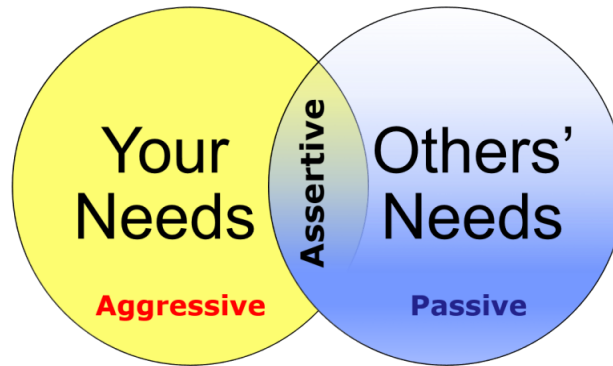 Your
Needs
Aggressive
Assertive
Others’
Needs
Passive